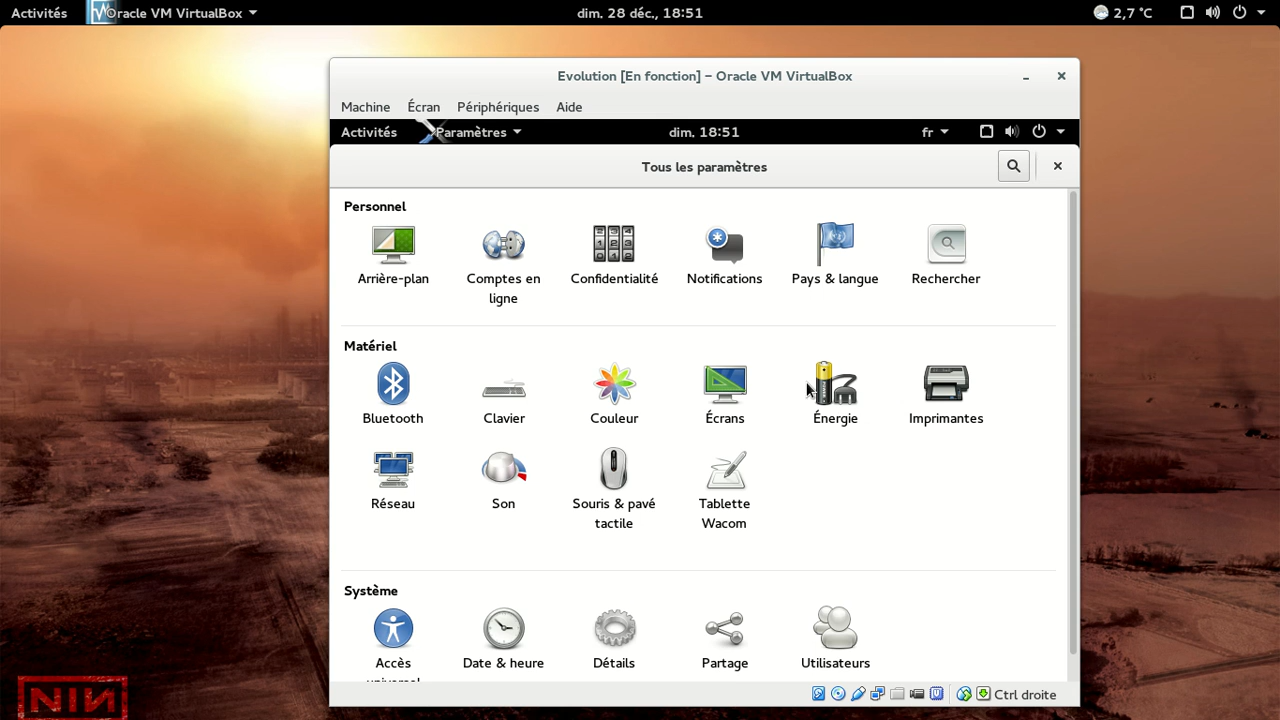 Activités Oracle VM VirtualBox dim. 28 déc., 18:51 2,7 °C
Evolution [En fonction] – Oracle VM VirtualBox
Machine Écran Périphériques Aide
Activités Paramètres dim. 18:51 fr
Tous les paramètres
Personnel
Arrière-plan Comptes en ligne Confidentialité Notifications Pays & langue Rechercher
Matériel
Bluetooth Clavier Couleur Écrans Énergie Imprimantes
Réseau Son Souris & pavé tactile Tablette Wacom
Système
Accès universel Date & heure Détails Partage Utilisateurs
Ctrl droite
NIN